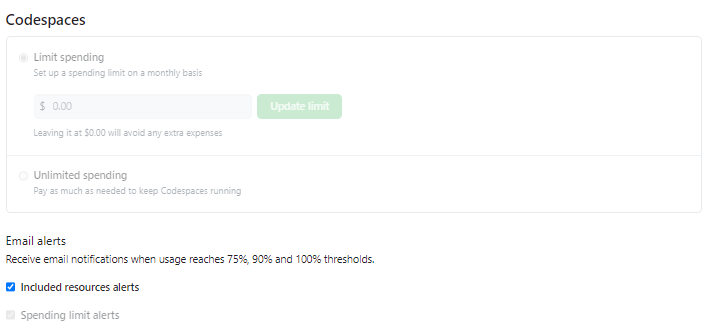 Codespaces
Limit spending
Set up a spending limit on a monthly basis
$ 0.00
Update limit
Leaving it at $0.00 will avoid any extra expenses
Unlimited spending
Pay as much as needed to keep Codespaces running
Email alerts
Receive email notifications when usage reaches 75%, 90% and 100% thresholds.
Included resources alerts
Spending limit alerts